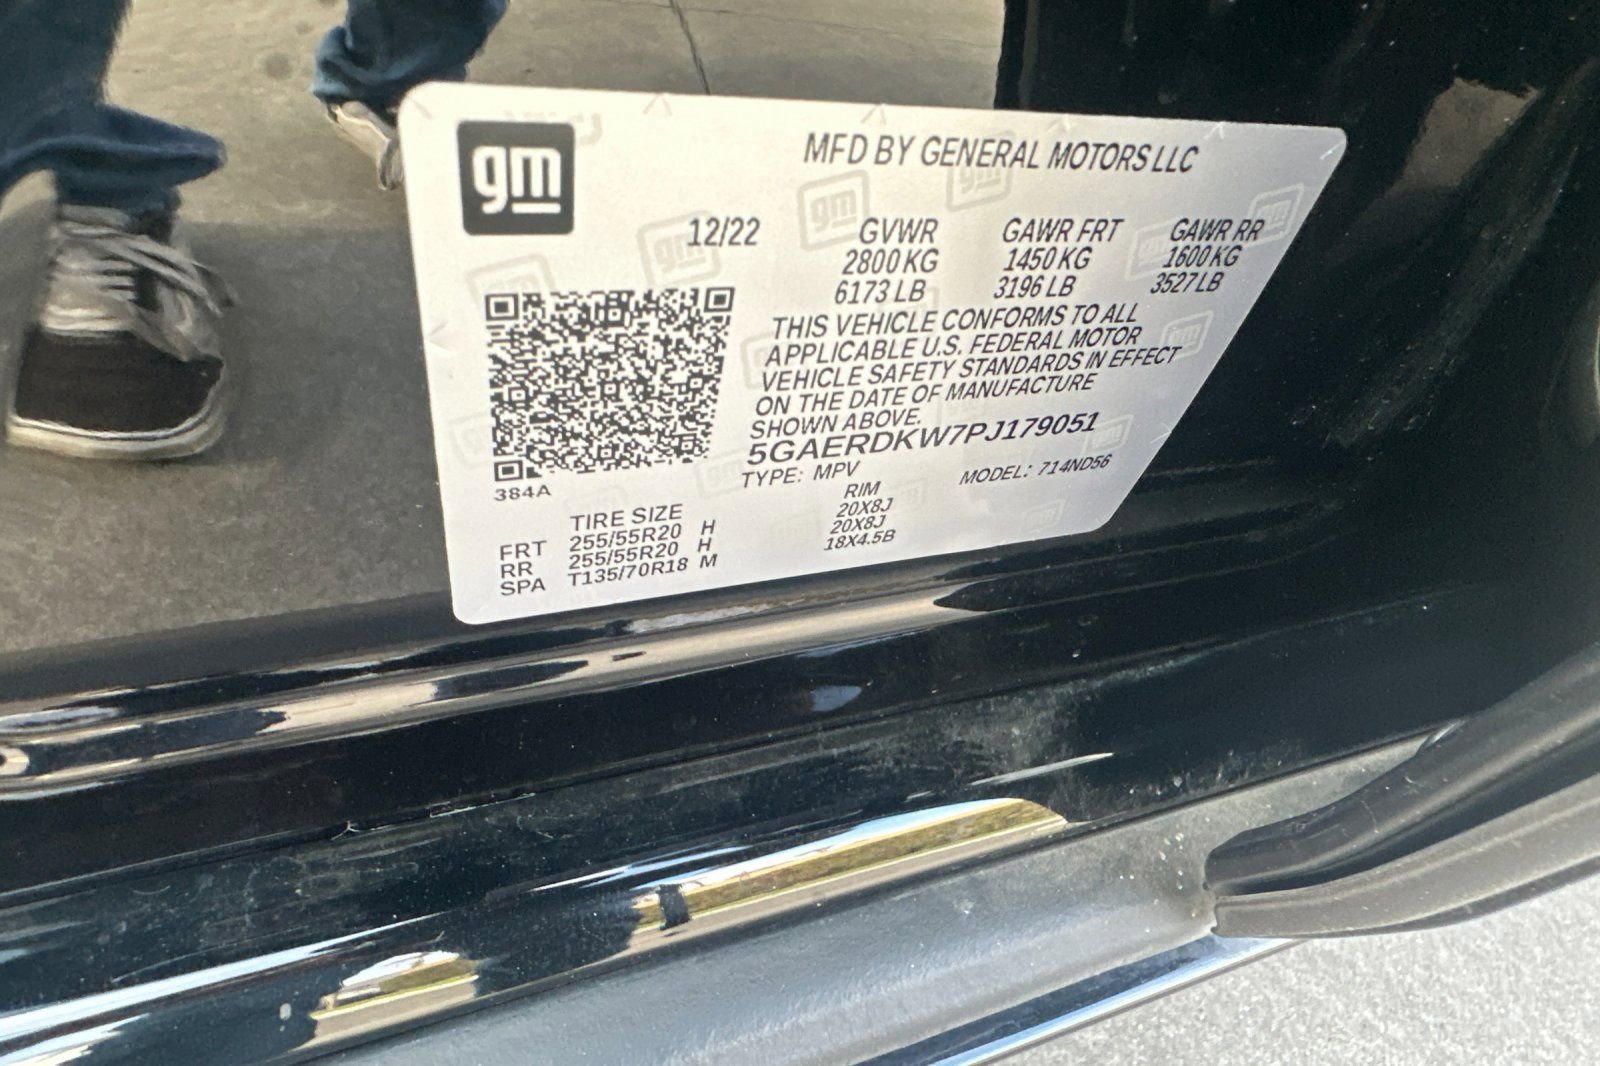 gm
MFD BY GENERAL MOTORS LLC
12/22 GVWR GAWR FRT GAWR RR
2800 KG 1450 KG 1600 KG
6173 LB 3196 LB 3527 LB
THIS VEHICLE CONFORMS TO ALL
APPLICABLE U.S. FEDERAL MOTOR
VEHICLE SAFETY STANDARDS IN EFFECT
ON THE DATE OF MANUFACTURE
SHOWN ABOVE.
5GAERDKW7PJ179051
TYPE: MPV MODEL: 714ND56
384A
TIRE SIZE RIM
FRT 255/55R20 H 20X8J
RR 255/55R20 H 20X8J
SPA T135/70R18 M 18X4.5B